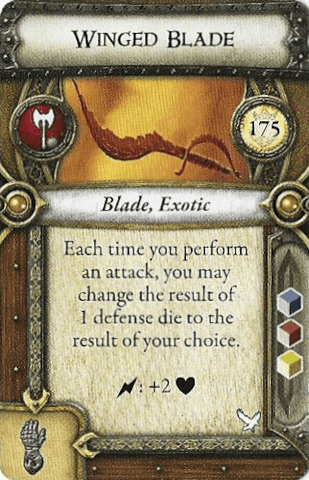 WINGED BLADE
175
Blade, Exotic
Each time you perform
an attack, you may
change the result of
1 defense die to the
result of your choice.
: +2